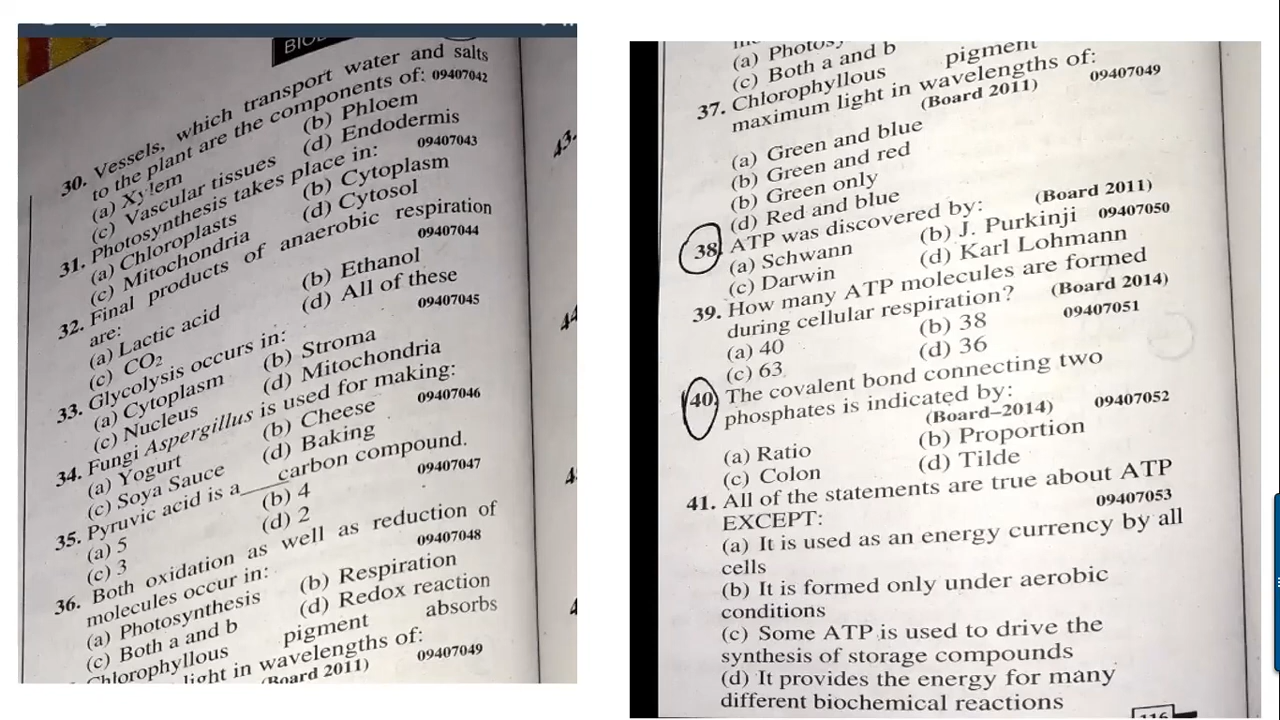 BIO
30. Vessels, which transport water and salts
to the plant are the components of: 09407042
(a) Xylem (b) Phloem
(c) Vascular tissues (d) Endodermis
31. Photosynthesis takes place in: 09407043
(a) Chloroplasts (b) Cytoplasm
(c) Mitochondria (d) Cytosol
32. Final products of anaerobic respiration
are: 09407044
(a) Lactic acid (b) Ethanol
(c) CO₂ (d) All of these
33. Glycolysis occurs in: 09407045
(a) Cytoplasm (b) Stroma
(c) Nucleus (d) Mitochondria
34. Fungi Aspergillus is used for making:
09407046
(a) Yogurt (b) Cheese
(c) Soya Sauce (d) Baking
35. Pyruvic acid is a___carbon compound.
09407047
(a) 5 (b) 4
(c) 3 (d) 2
36. Both oxidation as well as reduction of
molecules occur in: 09407048
(a) Photosynthesis (b) Respiration
(c) Both a and b (d) Redox reaction
Chlorophyllous pigment absorbs
light in wavelengths of:
(Board 2011) 09407049
43.
44
4
(a) Photosy
(c) Both a and b
37. Chlorophyllous pigment
maximum light in wavelengths of:
(Board 2011) 09407049
(a) Green and blue
(b) Green and red
(b) Green only
(d) Red and blue
38. ATP was discovered by: (Board 2011)
(a) Schwann (b) J. Purkinji 09407050
(c) Darwin (d) Karl Lohmann
39. How many ATP molecules are formed
during cellular respiration? (Board 2014)
(a) 40 (b) 38 09407051
(c) 63 (d) 36
40. The covalent bond connecting two
phosphates is indicated by:
(Board–2014) 09407052
(a) Ratio (b) Proportion
(c) Colon (d) Tilde
41. All of the statements are true about ATP
EXCEPT: 09407053
(a) It is used as an energy currency by all
cells
(b) It is formed only under aerobic
conditions
(c) Some ATP is used to drive the
synthesis of storage compounds
(d) It provides the energy for many
different biochemical reactions
116